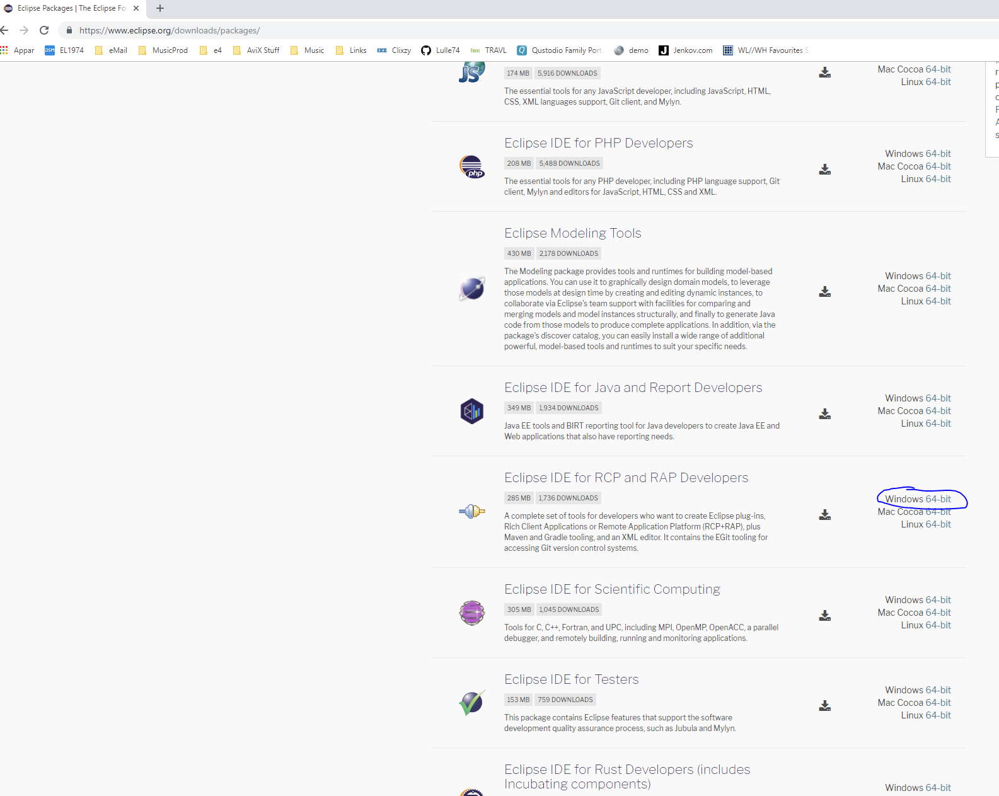 Eclipse Packages | The Eclipse Fo
https://www.eclipse.org/downloads/packages/
Appar DSM EL1974 eMail MusicProd e4 AviX Stuff Music Links IXZ Clixzy Lulle74 TRAVL Qustodio Family Port demo J Jenkov.com WL//WH Favourites S
JS
174 MB 5,916 DOWNLOADS
The essential tools for any JavaScript developer, including JavaScript, HTML,
CSS, XML languages support, Git client, and Mylyn.
Mac Cocoa 64-bit
Linux 64-bit
Eclipse IDE for PHP Developers
208 MB 5,488 DOWNLOADS
php
The essential tools for any PHP developer, including PHP language support, Git
client, Mylyn and editors for JavaScript, HTML, CSS and XML.
Windows 64-bit
Mac Cocoa 64-bit
Linux 64-bit
Eclipse Modeling Tools
430 MB 2,178 DOWNLOADS
The Modeling package provides tools and runtimes for building model-based
applications. You can use it to graphically design domain models, to leverage
those models at design time by creating and editing dynamic instances, to
collaborate via Eclipse's team support with facilities for comparing and
merging models and model instances structurally, and finally to generate Java
code from those models to produce complete applications. In addition, via the
package's discover catalog, you can easily install a wide range of additional
powerful, model-based tools and runtimes to suit your specific needs.
Windows 64-bit
Mac Cocoa 64-bit
Linux 64-bit
Eclipse IDE for Java and Report Developers
349 MB 1,934 DOWNLOADS
Java EE tools and BIRT reporting tool for Java developers to create Java EE and
Web applications that also have reporting needs.
Windows 64-bit
Mac Cocoa 64-bit
Linux 64-bit
Eclipse IDE for RCP and RAP Developers
285 MB 1,736 DOWNLOADS
A complete set of tools for developers who want to create Eclipse plug-ins,
Rich Client Applications or Remote Application Platform (RCP+RAP), plus
Maven and Gradle tooling, and an XML editor. It contains the EGit tooling for
accessing Git version control systems.
Windows 64-bit
Mac Cocoa 64-bit
Linux 64-bit
Eclipse IDE for Scientific Computing
305 MB 1,045 DOWNLOADS
Tools for C, C++, Fortran, and UPC, including MPI, OpenMP, OpenACC, a parallel
debugger, and remotely building, running and monitoring applications.
Windows 64-bit
Mac Cocoa 64-bit
Linux 64-bit
Eclipse IDE for Testers
153 MB 759 DOWNLOADS
This package contains Eclipse features that support the software
development quality assurance process, such as Jubula and Mylyn.
Windows 64-bit
Mac Cocoa 64-bit
Linux 64-bit
Eclipse IDE for Rust Developers (includes
Incubating components)
Windows 64-bit